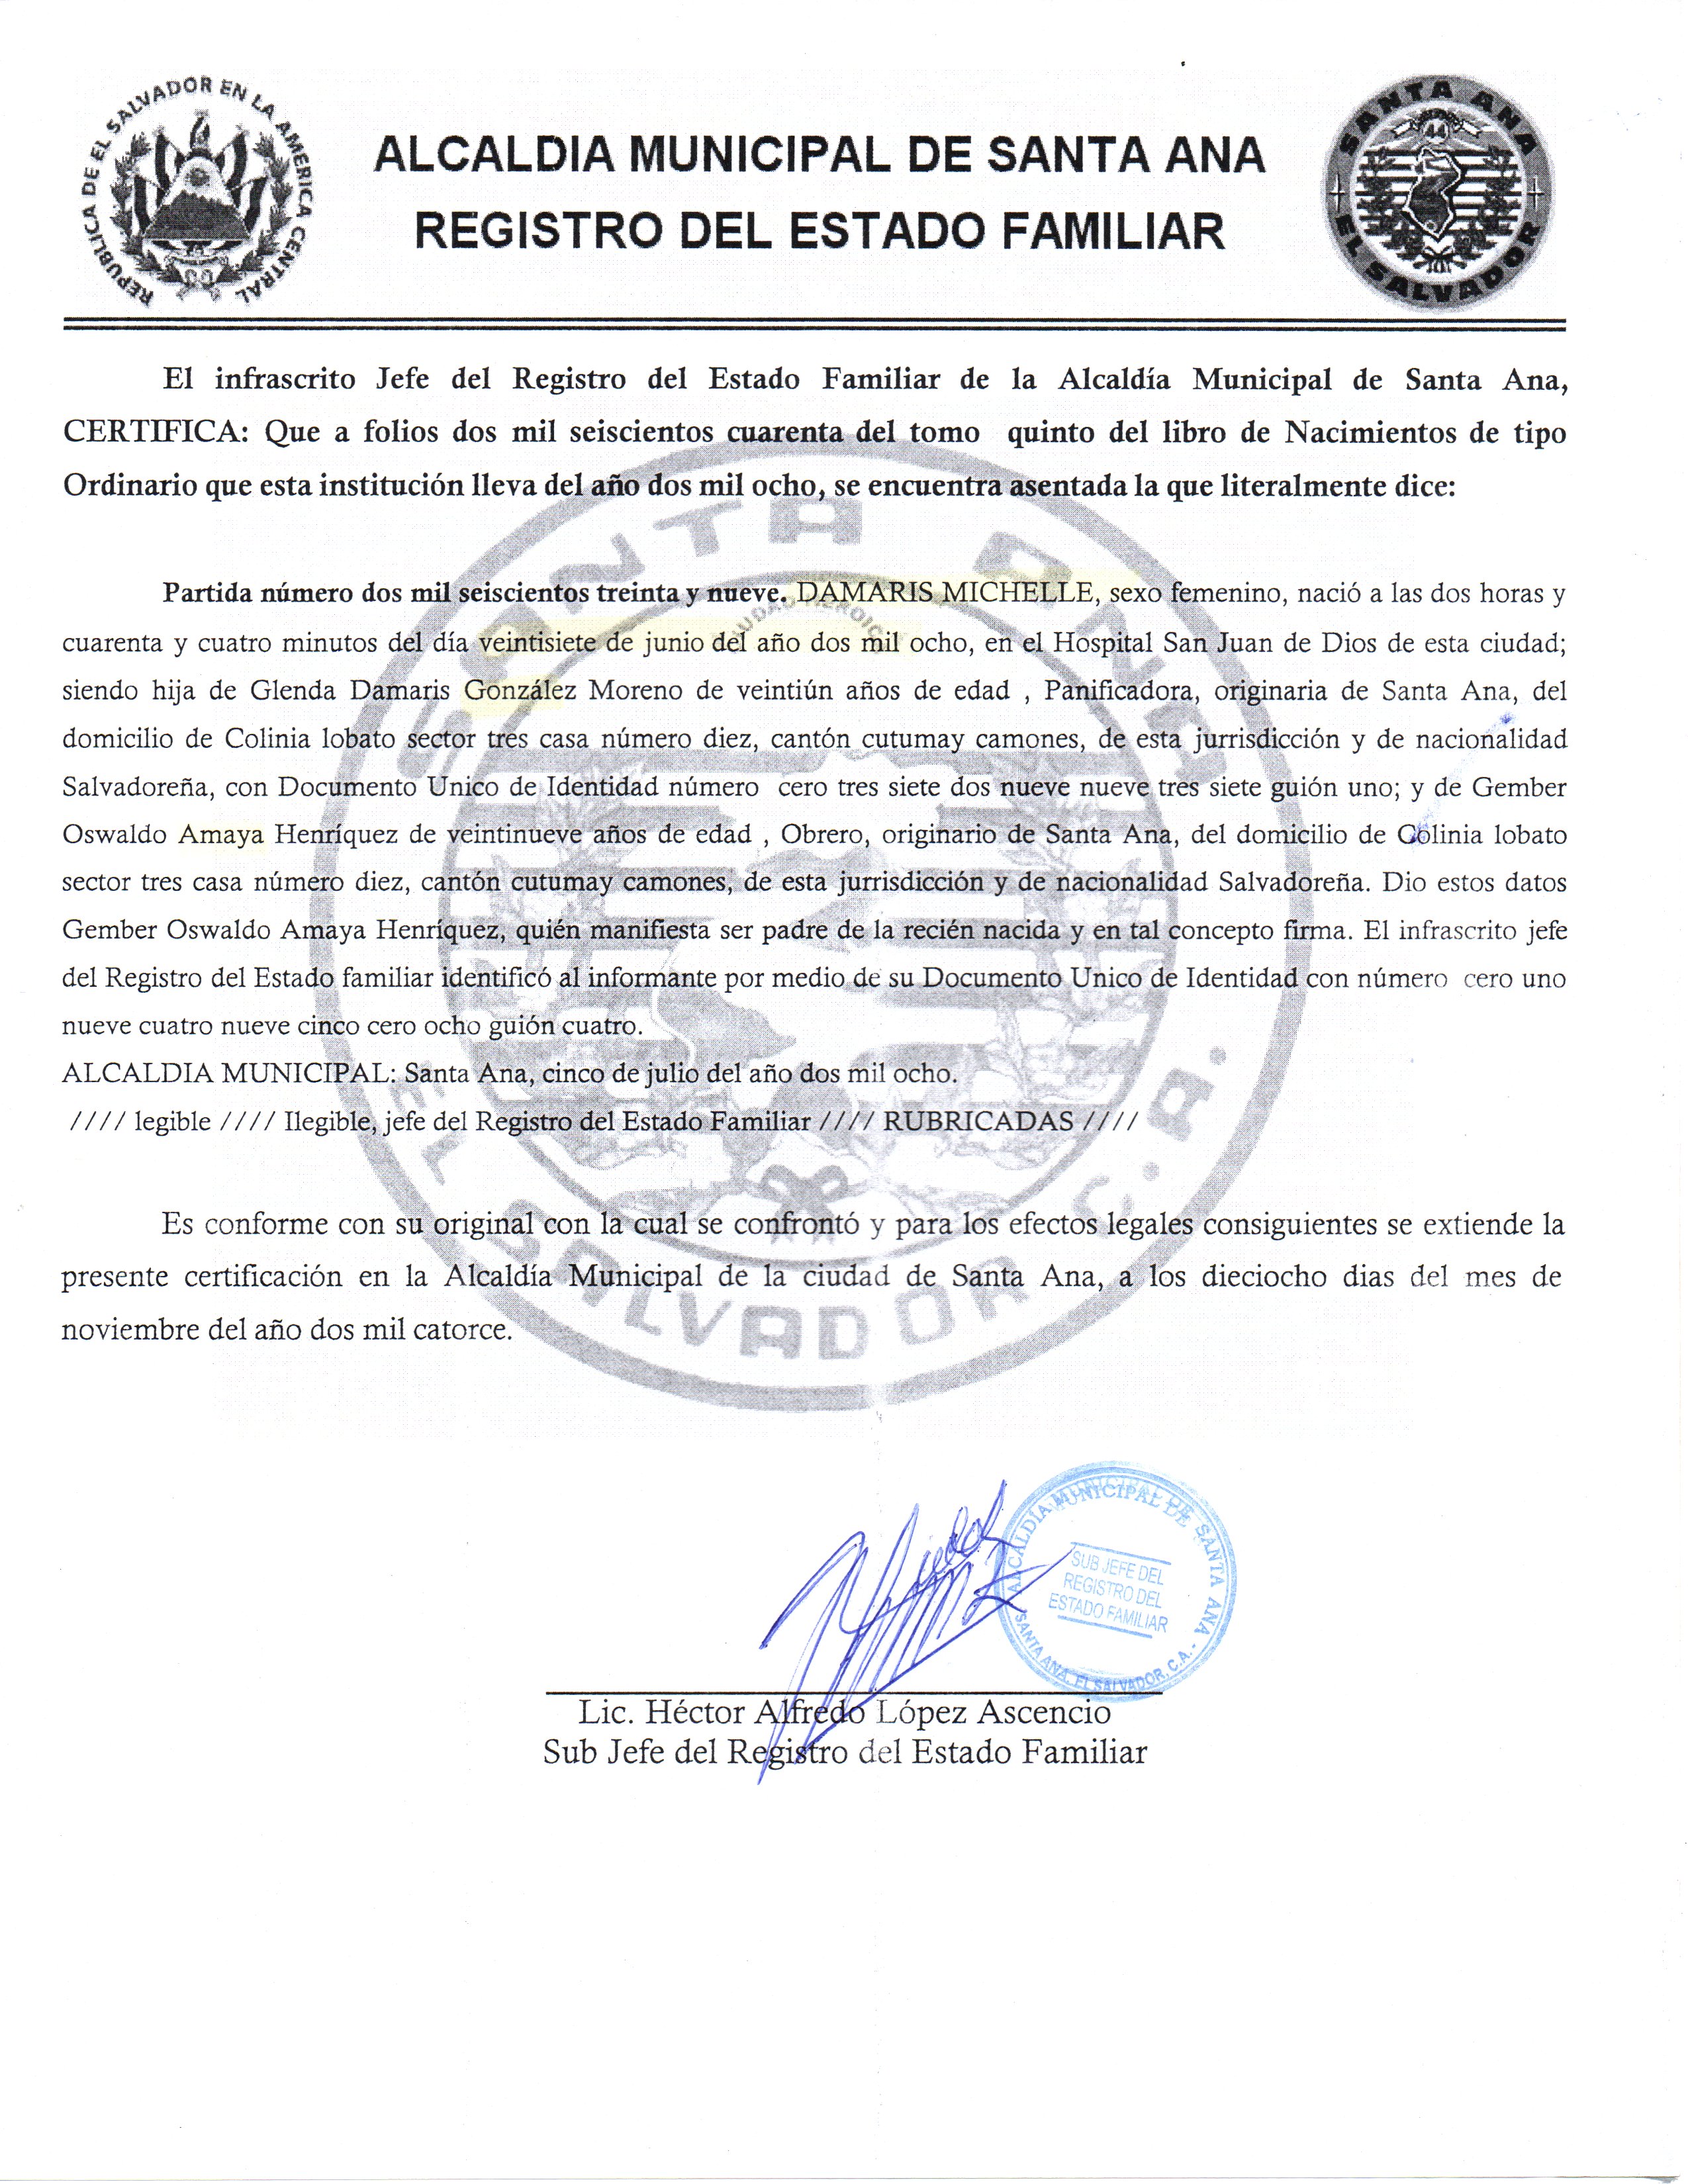 REPUBLICA DE EL SALVADOR EN LA AMERICA CENTRAL
ALCALDIA MUNICIPAL DE SANTA ANA
REGISTRO DEL ESTADO FAMILIAR
SANTA ANA
EL SALVADOR
El infrascrito Jefe del Registro del Estado Familiar de la Alcaldía Municipal de Santa Ana,
CERTIFICA: Que a folios dos mil seiscientos cuarenta del tomo quinto del libro de Nacimientos de tipo
Ordinario que esta institución lleva del año dos mil ocho, se encuentra asentada la que literalmente dice:
Partida número dos mil seiscientos treinta y nueve. DAMARIS MICHELLE, sexo femenino, nació a las dos horas y
cuarenta y cuatro minutos del día veintisiete de junio del año dos mil ocho, en el Hospital San Juan de Dios de esta ciudad;
siendo hija de Glenda Damaris González Moreno de veintiún años de edad , Panificadora, originaria de Santa Ana, del
domicilio de Colinia lobato sector tres casa número diez, cantón cutumay camones, de esta jurrisdicción y de nacionalidad
Salvadoreña, con Documento Unico de Identidad número cero tres siete dos nueve nueve tres siete guión uno; y de Gember
Oswaldo Amaya Henríquez de veintinueve años de edad , Obrero, originario de Santa Ana, del domicilio de Colinia lobato
sector tres casa número diez, cantón cutumay camones, de esta jurrisdicción y de nacionalidad Salvadoreña. Dio estos datos
Gember Oswaldo Amaya Henríquez, quién manifiesta ser padre de la recién nacida y en tal concepto firma. El infrascrito jefe
del Registro del Estado familiar identificó al informante por medio de su Documento Unico de Identidad con número cero uno
nueve cuatro nueve cinco cero ocho guión cuatro.
ALCALDIA MUNICIPAL: Santa Ana, cinco de julio del año dos mil ocho.
//// legible //// Ilegible, jefe del Registro del Estado Familiar //// RUBRICADAS ////
Es conforme con su original con la cual se confrontó y para los efectos legales consiguientes se extiende la
presente certificación en la Alcaldía Municipal de la ciudad de Santa Ana, a los dieciocho dias del mes de
noviembre del año dos mil catorce.
SANTA ANA
EL SALVADOR C.A.
ALCALDÍA MUNICIPAL DE SANTA ANA
SUB JEFE DEL
REGISTRO DEL
ESTADO FAMILIAR
SANTA ANA, EL SALVADOR, C.A.
Lic. Héctor Alfredo López Ascencio
Sub Jefe del Registro del Estado Familiar